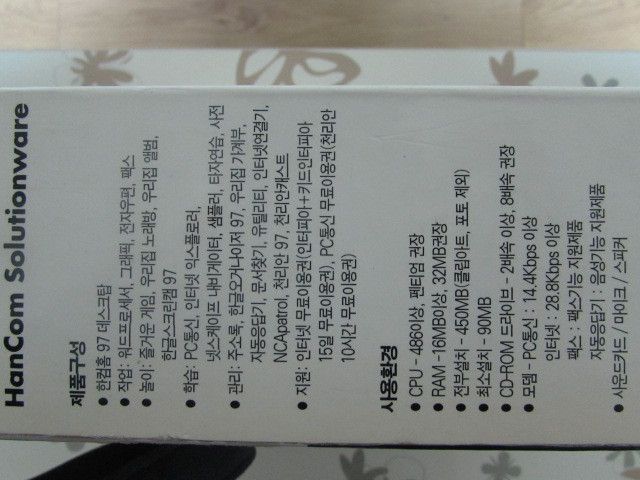 HanCom Solutionware
제품구성
● 한컴홈 97 데스크탑
● 작업: 워드프로세서, 그래픽, 전자우편, 팩스
● 놀이: 즐거운 게임, 우리집 노래방, 우리집 앨범,
한글스크린캠 97
● 학습: PC통신, 인터넷 익스플로러,
넷스케이프 내비게이터, 샘플러, 타자연습, 사전
● 관리: 주소록, 한글오거나이저 97, 우리집 가계부,
자동응답기, 문서찾기, 유틸리티, 인터넷연결기,
NCApatrol, 천리안 97, 천리안캐스트
● 지원: 인터넷 무료이용권(인터피아+키드인터피아
15일 무료이용권), PC통신 무료이용권(천리안
10시간 무료이용권)
사용환경
● CPU - 486이상, 펜티엄 권장
● RAM -16MB이상, 32MB권장
● 전부설치 - 450MB(클립아트, 포토 제외)
● 최소설치 - 90MB
● CD-ROM 드라이브 - 2배속 이상, 8배속 권장
● 모뎀 - PC통신 : 14.4Kbps 이상
인터넷 : 28.8Kbps 이상
팩스 : 팩스기능 지원제품
자동응답기 : 음성기능 지원제품
● 사운드카드 / 마이크 / 스피커